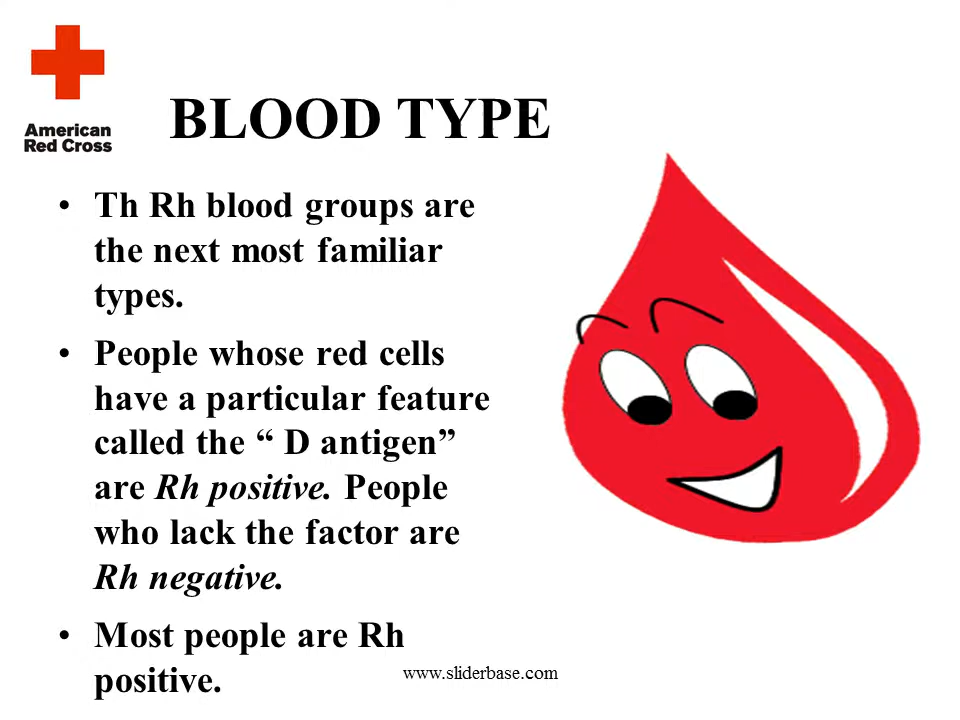 American
Red Cross
BLOOD TYPE
• Th Rh blood groups are
the next most familiar
types.
• People whose red cells
have a particular feature
called the “ D antigen”
are Rh positive. People
who lack the factor are
Rh negative.
• Most people are Rh
positive.
www.sliderbase.com